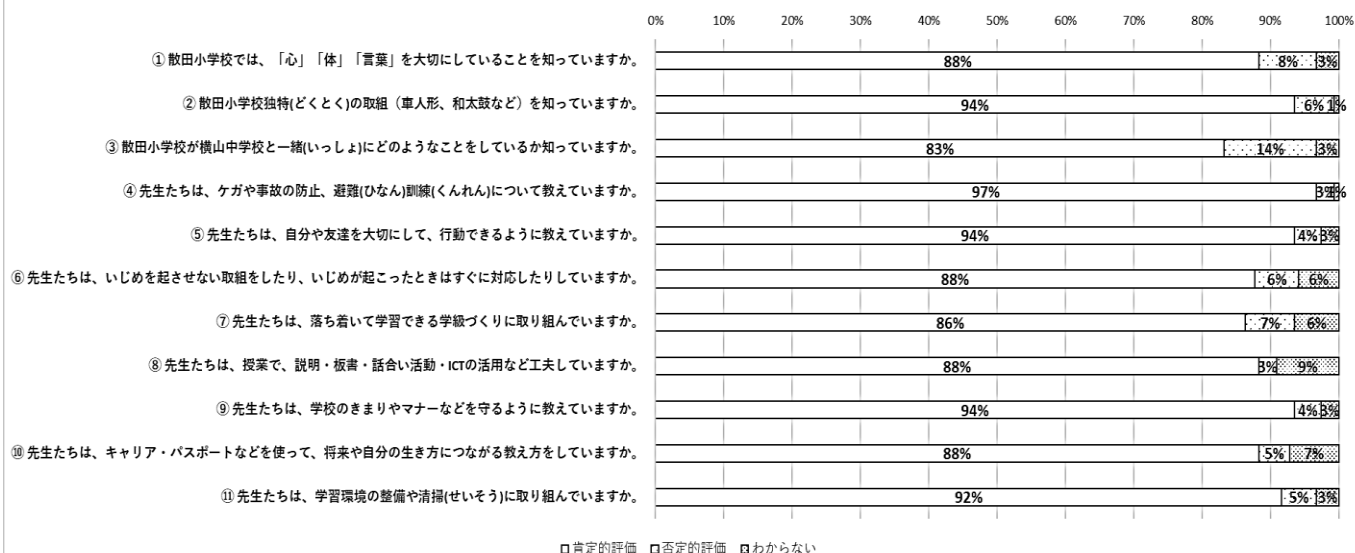 0% 10% 20% 30% 40% 50% 60% 70% 80% 90% 100%
① 散田小学校では、「心」「体」「言葉」を大切にしていることを知っていますか。 88% 8% 3%
② 散田小学校独特(どくとく)の取組（車人形、和太鼓など）を知っていますか。 94% 6% 1%
③ 散田小学校が横山中学校と一緒(いっしょ)にどのようなことをしているか知っていますか。 83% 14% 3%
④ 先生たちは、ケガや事故の防止、避難(ひなん)訓練(くんれん)について教えていますか。 97% 3% 1%
⑤ 先生たちは、自分や友達を大切にして、行動できるように教えていますか。 94% 4% 3%
⑥ 先生たちは、いじめを起させない取組をしたり、いじめが起こったときはすぐに対応したりしていますか。 88% 6% 6%
⑦ 先生たちは、落ち着いて学習できる学級づくりに取り組んでいますか。 86% 7% 6%
⑧ 先生たちは、授業で、説明・板書・話合い活動・ICTの活用など工夫していますか。 88% 3% 9%
⑨ 先生たちは、学校のきまりやマナーなどを守るように教えていますか。 94% 4% 3%
⑩ 先生たちは、キャリア・パスポートなどを使って、将来や自分の生き方につながる教え方をしていますか。 88% 5% 7%
⑪ 先生たちは、学習環境の整備や清掃(せいそう)に取り組んでいますか。 92% 5% 3%
肯定的評価 否定的評価 わからない